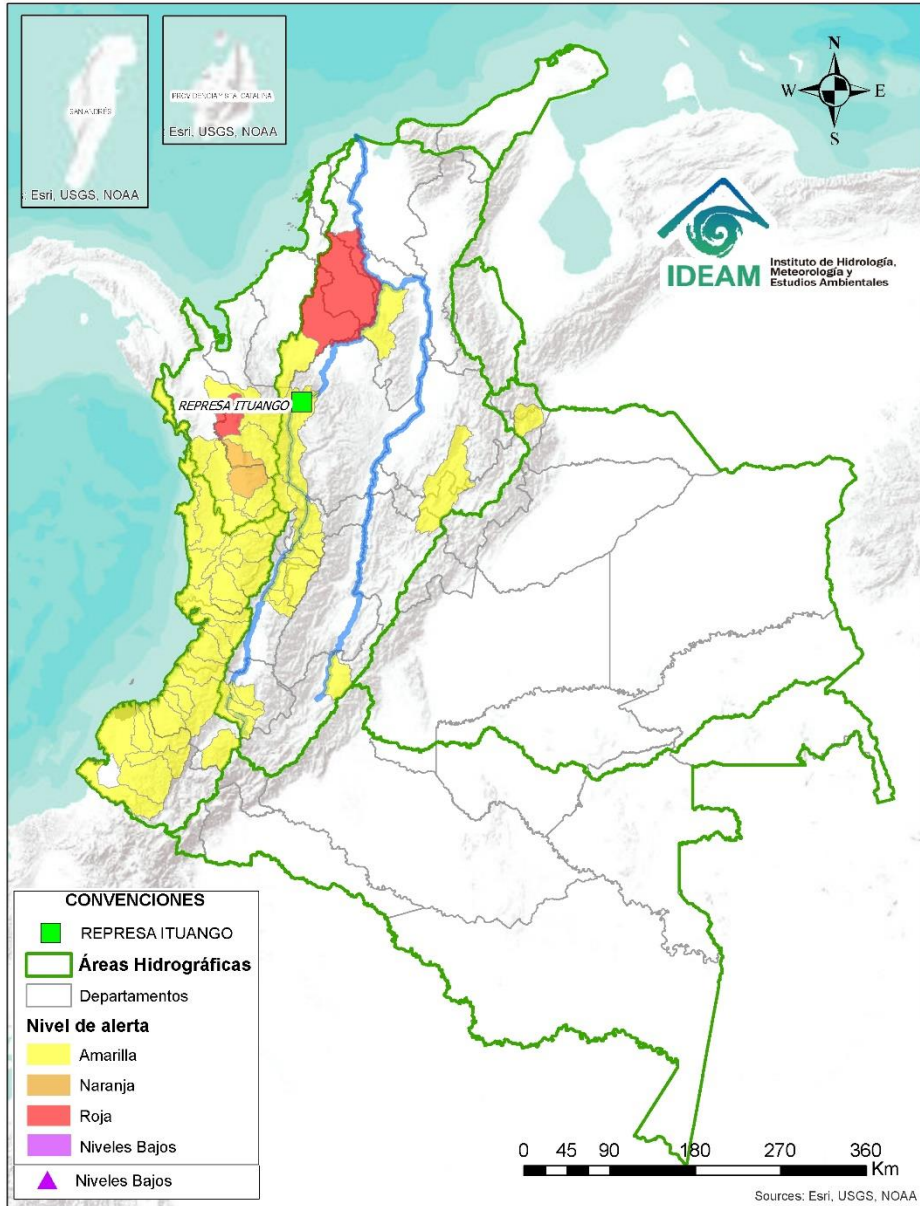 SAN ANDRÉS
: Esri, USGS, NOAA
PROVIDENCIA Y STA. CATALINA
: Esri, USGS, NOAA
N
W
E
S
IDEAM
Instituto de Hidrología,
Meteorología y
Estudios Ambientales
REPRESA ITUANGO
CONVENCIONES
REPRESA ITUANGO
Áreas Hidrográficas
Departamentos
Nivel de alerta
Amarilla
Naranja
Roja
Niveles Bajos
Niveles Bajos
0 45 90 180 270 360
Km
Sources: Esri, USGS, NOAA